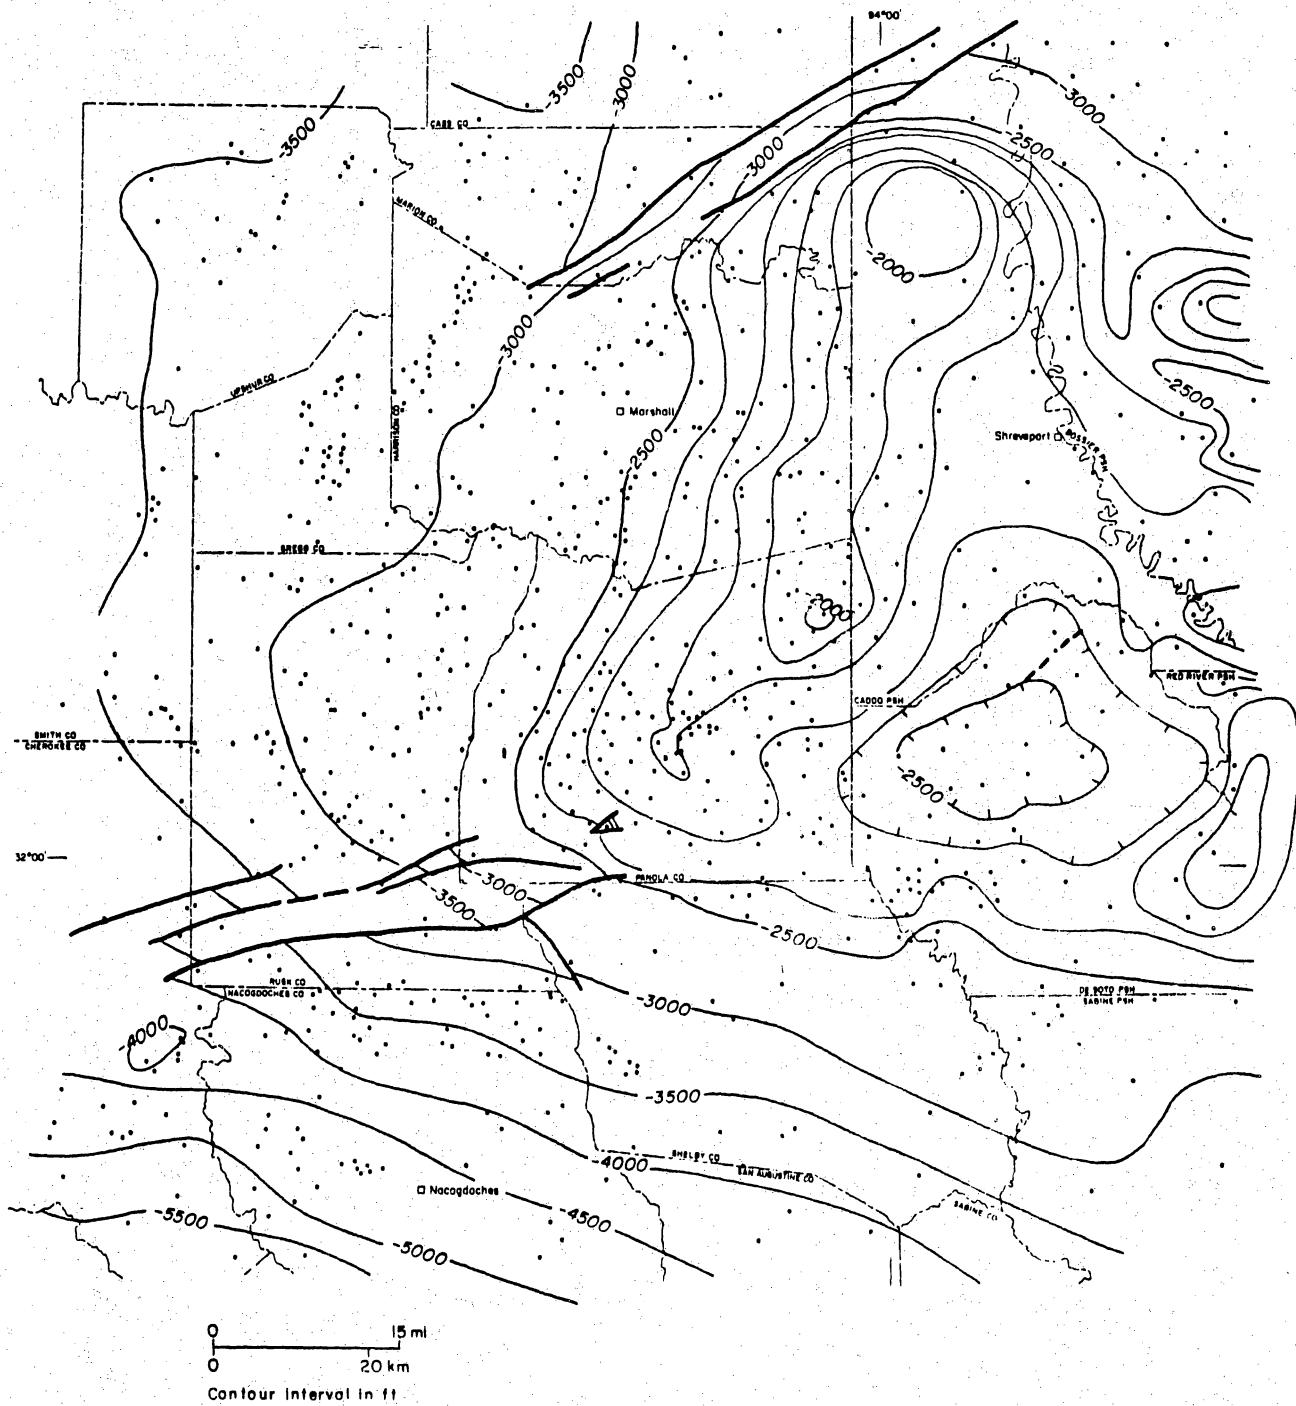 94°00'
-3500
-3000
-3000
-3500
CASS CO
-2500
-3000
MARION CO
-2000
-3000
-2500
UPSHUR CO
Marshall
HARRISON CO
Shreveport
BOSSIER PSH
-2500
GREGG CO
-2000
RED RIVER PSH
CADDO PSH
SMITH CO
CHEROKEE CO
-2500
32°00'
PANOLA CO
-3000
-3500
-2500
RUSK CO
NACOGDOCHES CO
DE SOTO PSH
SABINE PSH
-3000
-4000
-3500
SHELBY CO
-4000
SAN AUGUSTINE CO
Nacogdoches
SABINE CO
-5500
-4500
-5000
0 15 mi
0 20 km
Contour interval in ft